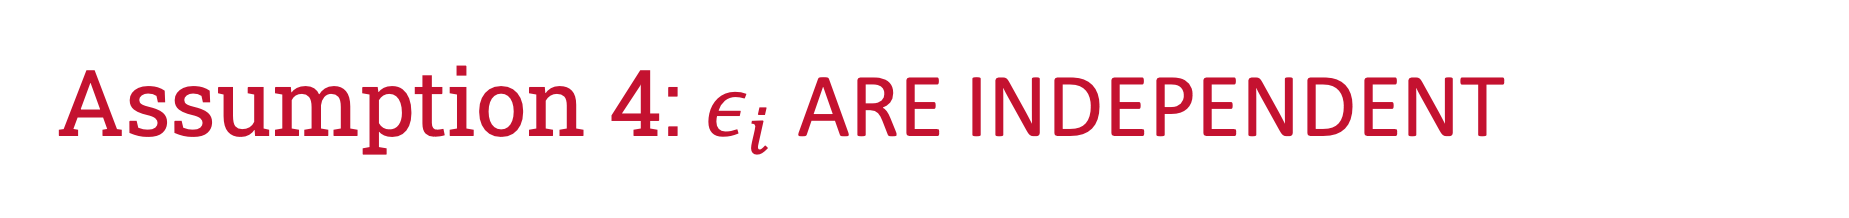 Assumption 4: ϵᵢ ARE INDEPENDENT